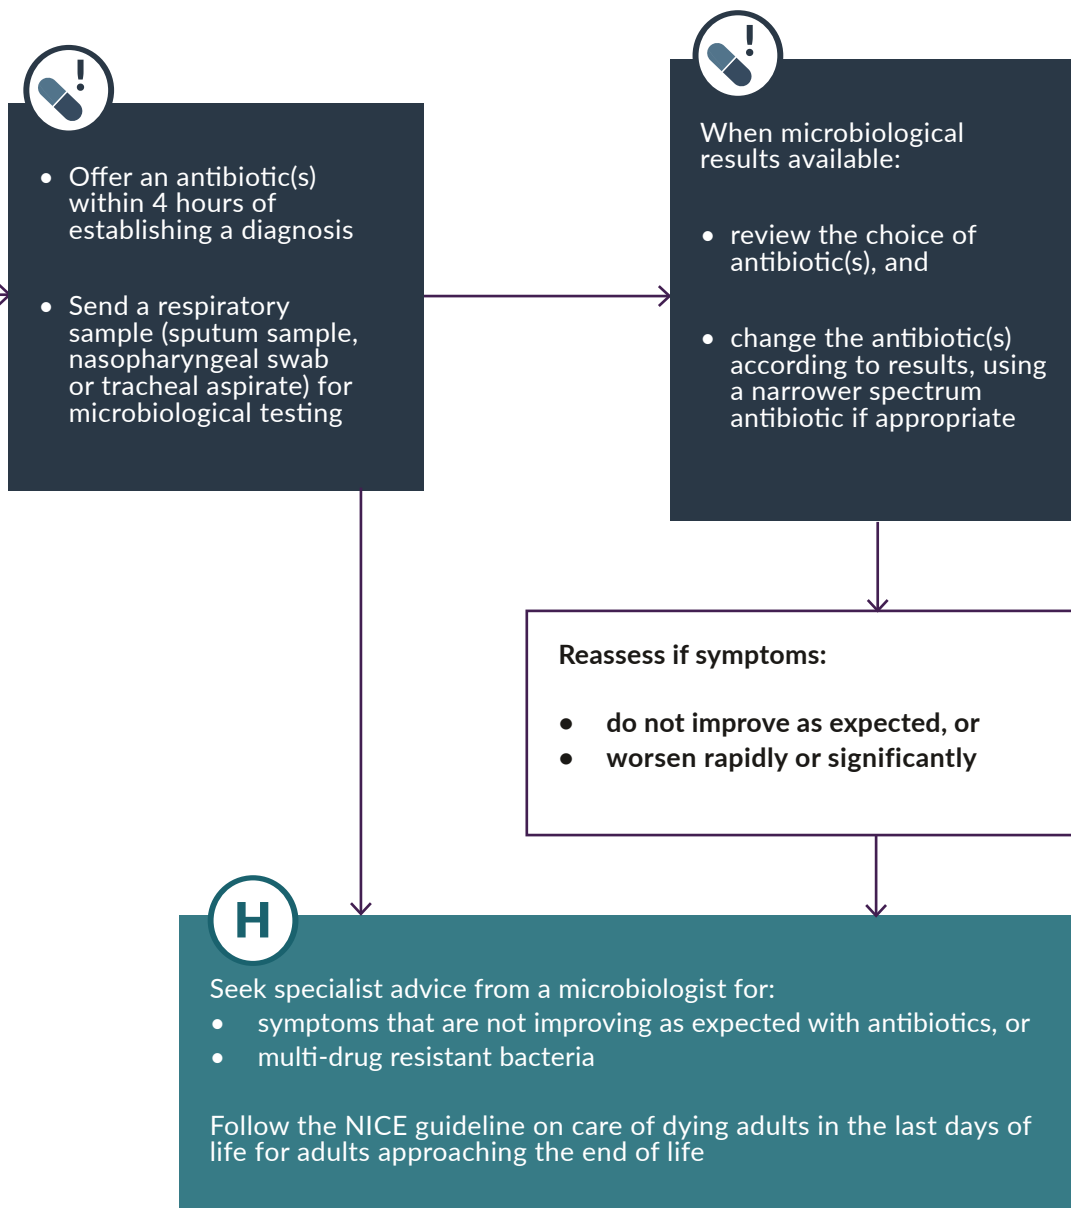 !
• Offer an antibiotic(s)
within 4 hours of
establishing a diagnosis
• Send a respiratory
sample (sputum sample,
nasopharyngeal swab
or tracheal aspirate) for
microbiological testing
!
When microbiological
results available:
• review the choice of
antibiotic(s), and
• change the antibiotic(s)
according to results, using
a narrower spectrum
antibiotic if appropriate
Reassess if symptoms:
• do not improve as expected, or
• worsen rapidly or significantly
H
Seek specialist advice from a microbiologist for:
• symptoms that are not improving as expected with antibiotics, or
• multi-drug resistant bacteria
Follow the NICE guideline on care of dying adults in the last days of
life for adults approaching the end of life